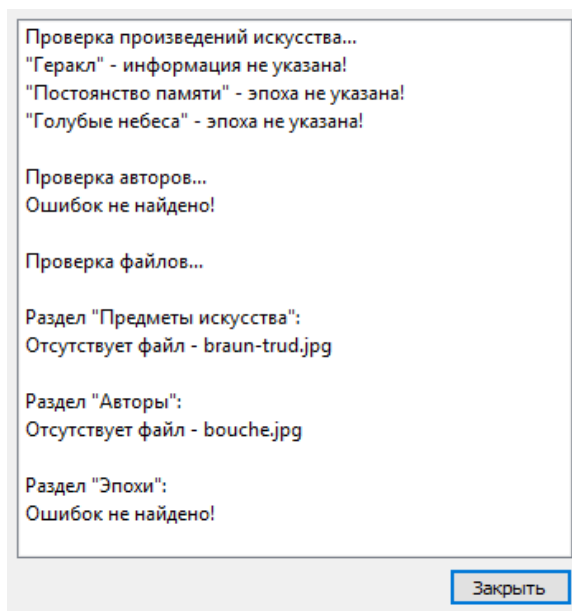 Проверка произведений искусства...
"Геракл" - информация не указана!
"Постоянство памяти" - эпоха не указана!
"Голубые небеса" - эпоха не указана!
Проверка авторов...
Ошибок не найдено!
Проверка файлов...
Раздел "Предметы искусства":
Отсутствует файл - braun-trud.jpg
Раздел "Авторы":
Отсутствует файл - bouche.jpg
Раздел "Эпохи":
Ошибок не найдено!
Закрыть